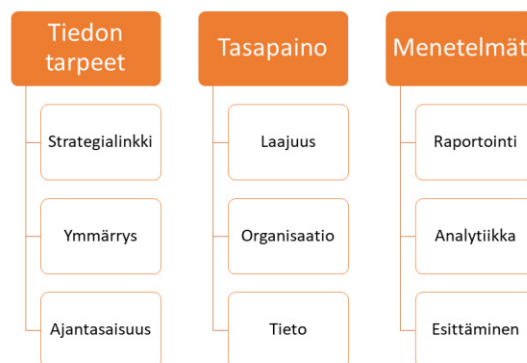 Tiedon
tarpeet
Strategialinkki
Ymmärrys
Ajantasaisuus
Tasapaino
Laajuus
Organisaatio
Tieto
Menetelmät
Raportointi
Analytiikka
Esittäminen